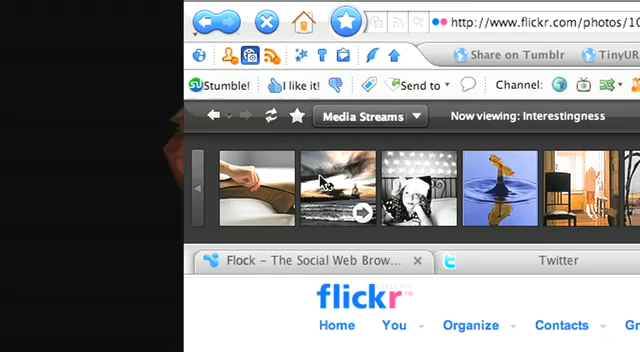 http://www.flickr.com/photos/10
Share on Tumblr TinyUR
Stumble! I like it! Send to Channel:
Media Streams Now viewing: Interestingness
Flock – The Social Web Brow... Twitter
flickr
Home You Organize Contacts Gr